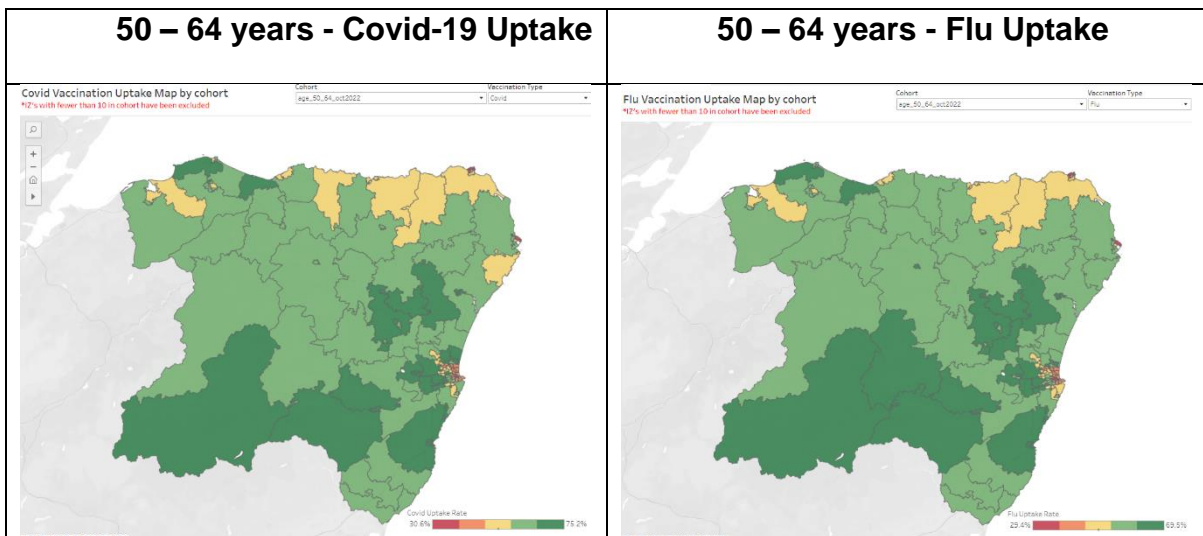 50 – 64 years - Covid-19 Uptake
50 – 64 years - Flu Uptake
Covid Vaccination Uptake Map by cohort
*IZ's with fewer than 10 in cohort have been excluded
Cohort
age_50_64_oct2022
Vaccination Type
Covid
Covid Uptake Rate
30.6% 75.2%
Flu Vaccination Uptake Map by cohort
*IZ's with fewer than 10 in cohort have been excluded
Cohort
age_50_64_oct2022
Vaccination Type
Flu
Flu Uptake Rate
29.4% 69.5%